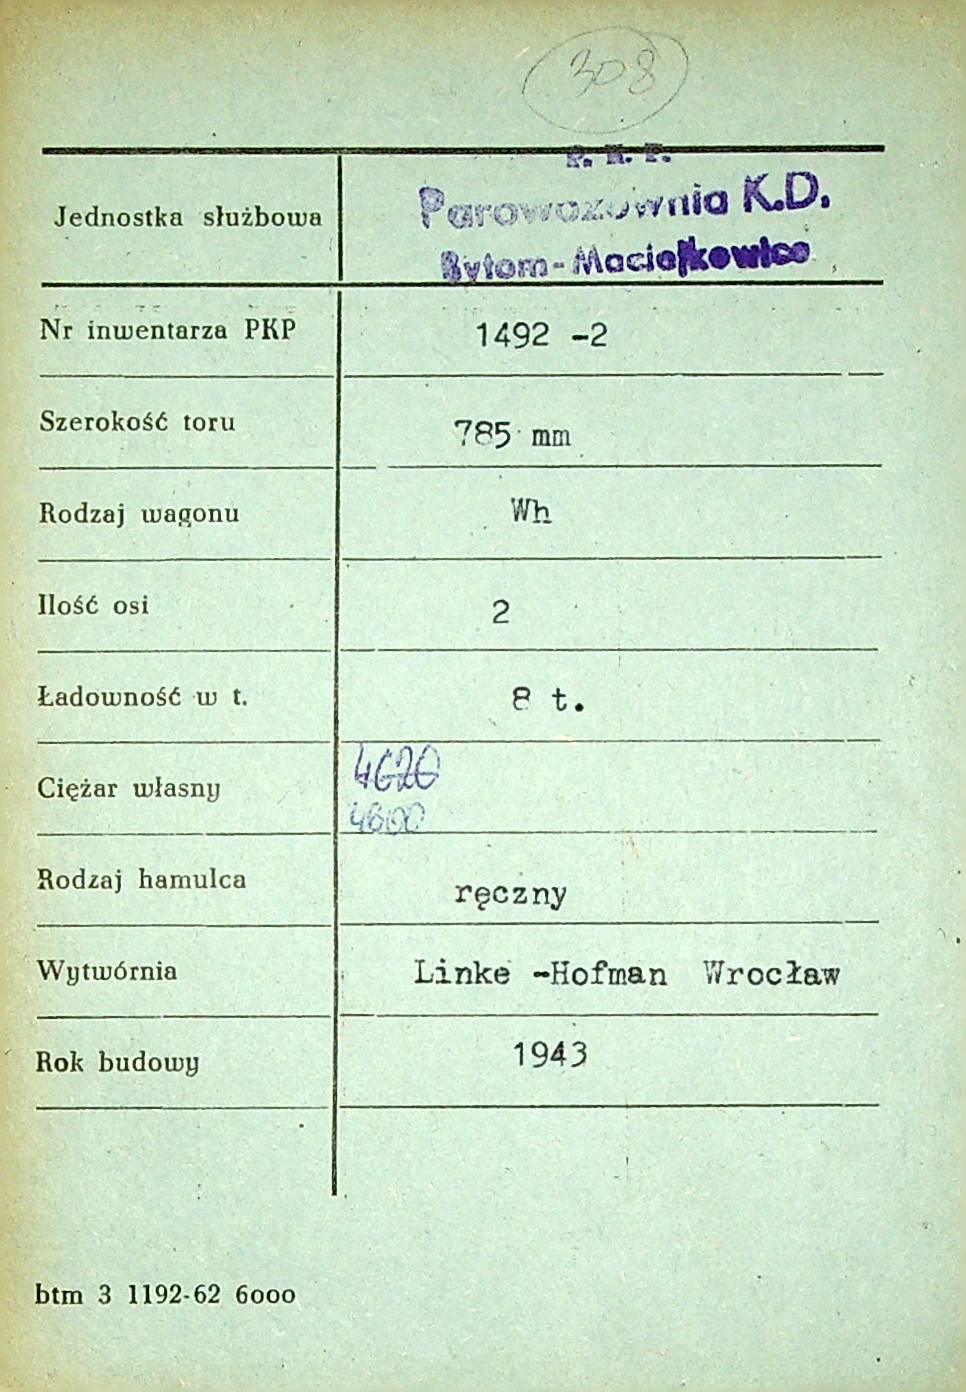 308
P. K. P.
Jednostka służbowa Parowozownia K.D.
Bytom-Maciejkowice
Nr inwentarza PKP 1492 -2
Szerokość toru 785 mm
Rodzaj wagonu Wh
Ilość osi 2
Ładowność w t. 8 t.
4620
Ciężar własny
4600
Rodzaj hamulca ręczny
Wytwórnia Linke -Hofman Wrocław
Rok budowy 1943
btm 3 1192-62 6000